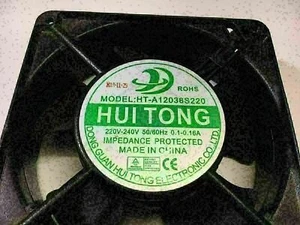 ROHS
MODEL:HT-A12038S220
HUI TONG
220V-240V 50/60Hz 0.1-0.16A
IMPEDANCE PROTECTED
MADE IN CHINA
DONG GUAN HUI TONG ELECTRONIC CO.,LTD.